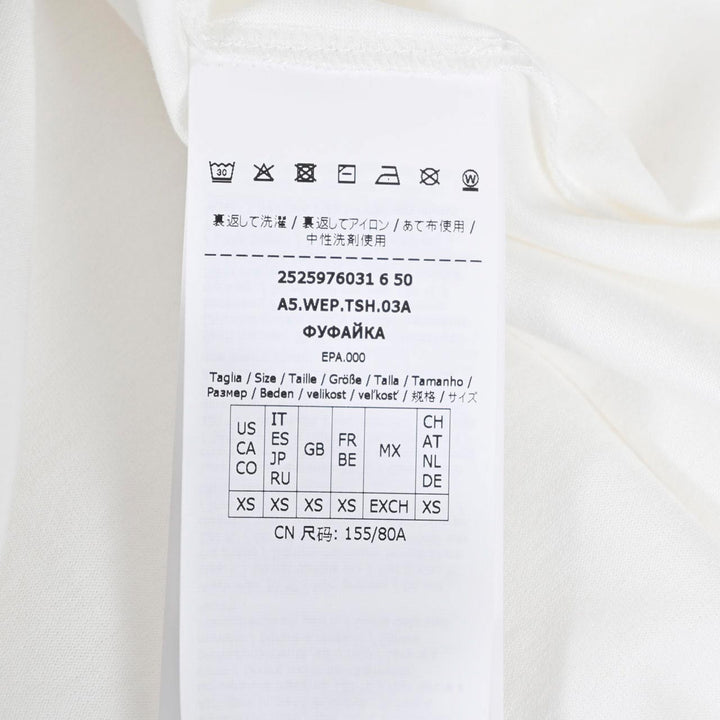 30
W
裏返して洗濯 / 裏返してアイロン / あて布使用 /
中性洗剤使用
2525976031 6 50
A5.WEP.TSH.03A
ФУФАЙКА
EPA.000
Taglia / Size / Taille / Größe / Talla / Tamanho /
Размер / Beden / velikost / veľkosť / 规格 / サイズ
US CA CO IT ES JP RU GB FR BE MX CH AT NL DE
XS XS XS XS EXCH XS
CN 尺码: 155/80A